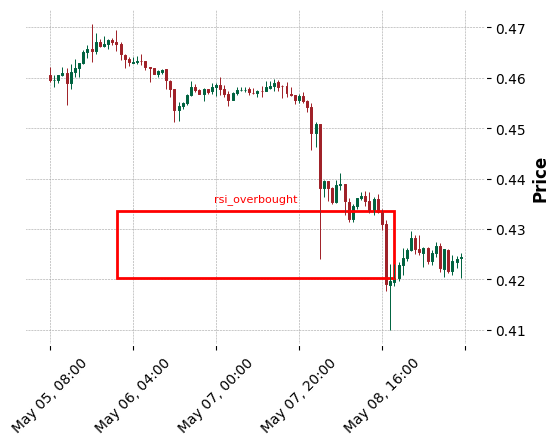 0.47
0.46
0.45
0.44
rsi_overbought
0.43
0.42
0.41
Price
May 05, 08:00
May 06, 04:00
May 07, 00:00
May 07, 20:00
May 08, 16:00